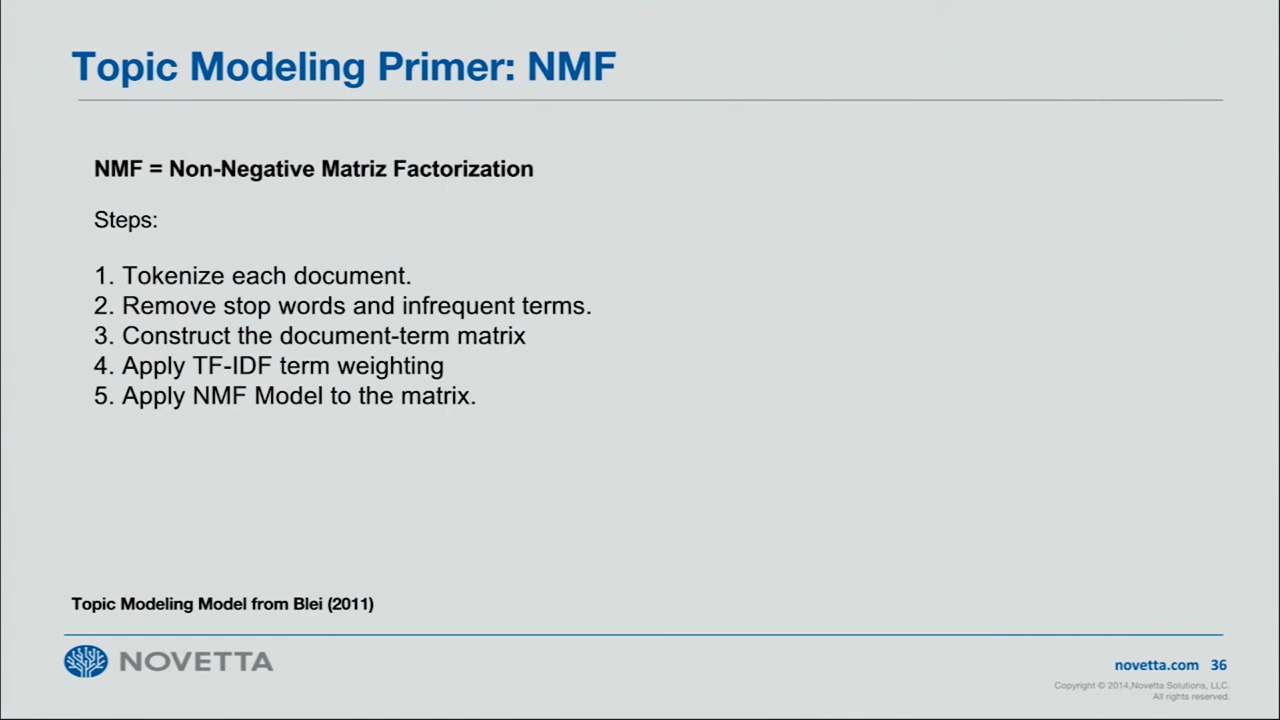 Topic Modeling Primer: NMF
NMF = Non-Negative Matriz Factorization
Steps:
1. Tokenize each document.
2. Remove stop words and infrequent terms.
3. Construct the document-term matrix
4. Apply TF-IDF term weighting
5. Apply NMF Model to the matrix.
Topic Modeling Model from Blei (2011)
NOVETTA
novetta.com 36
Copyright © 2014,Novetta Solutions, LLC.
All rights reserved.